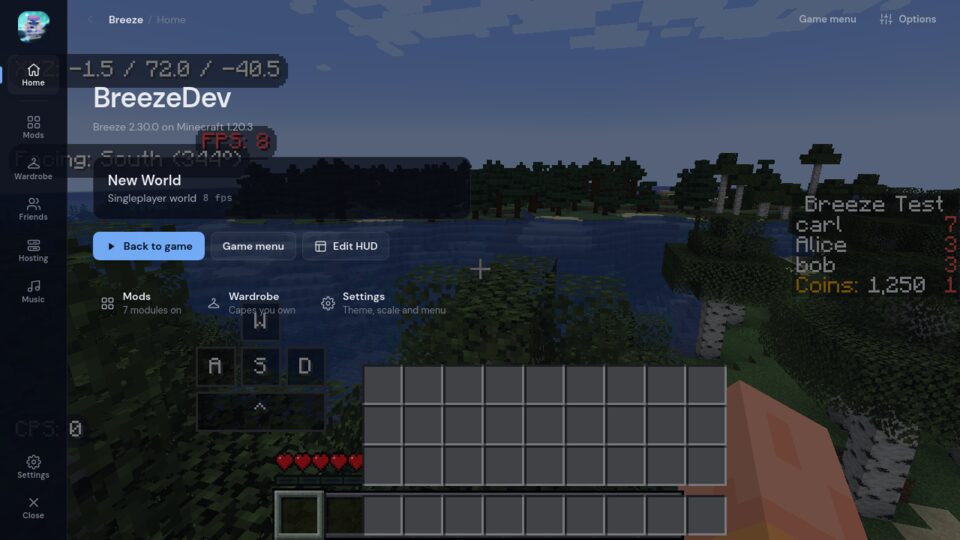 Breeze / Home
Game menu
Options
XYZ: -1.5 / 72.0 / -40.5
Home
BreezeDev
Breeze 2.30.0 on Minecraft 1.20.3
FPS: 8
Mods
Facing: South (344°)
Wardrobe
New World
Singleplayer world 8 fps
Friends
Back to game
Game menu
Edit HUD
Hosting
Music
Mods
7 modules on
Wardrobe
Capes you own
Settings
Theme, scale and menu
Breeze Test
carl 7
Alice 3
bob 3
Coins: 1,250 1
W
A S D
^
CPS: 0
Settings
Close